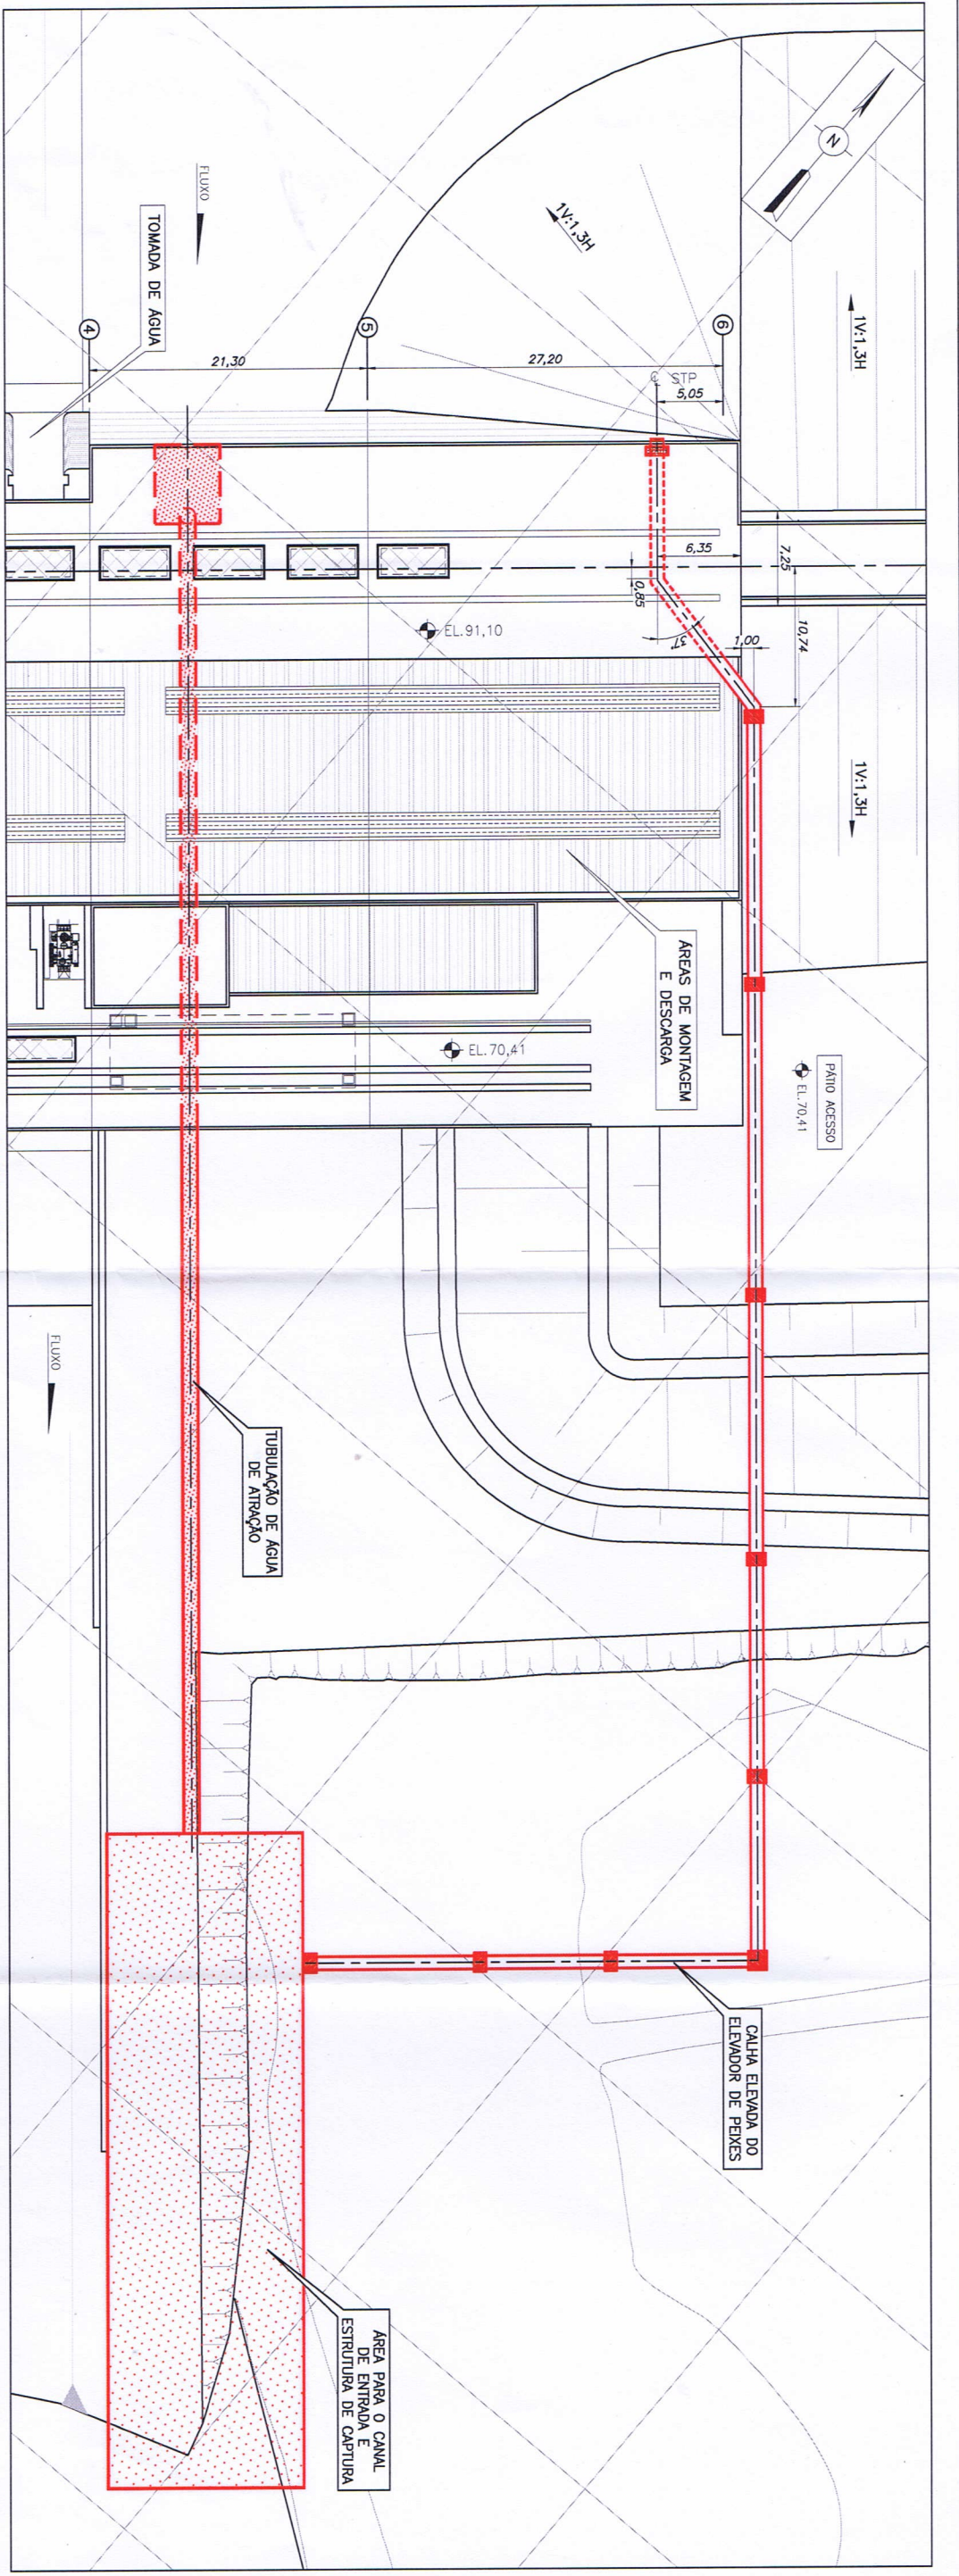 N
1V:1,3H
1V:1,3H
FLUXO
TOMADA DE ÁGUA
4
5
6
21,30
27,20
℄ STP
5,05
6,35
7,25
0,85
37°
10,74
1,00
EL.91,10
1V:1,3H
ÁREAS DE MONTAGEM
E DESCARGA
EL.70,41
PÁTIO ACESSO
EL.70,41
FLUXO
TUBULAÇÃO DE ÁGUA
DE ATRAÇÃO
CALHA ELEVADA DO
ELEVADOR DE PEIXES
ÁREA PARA O CANAL
DE ENTRADA E
ESTRUTURA DE CAPTURA